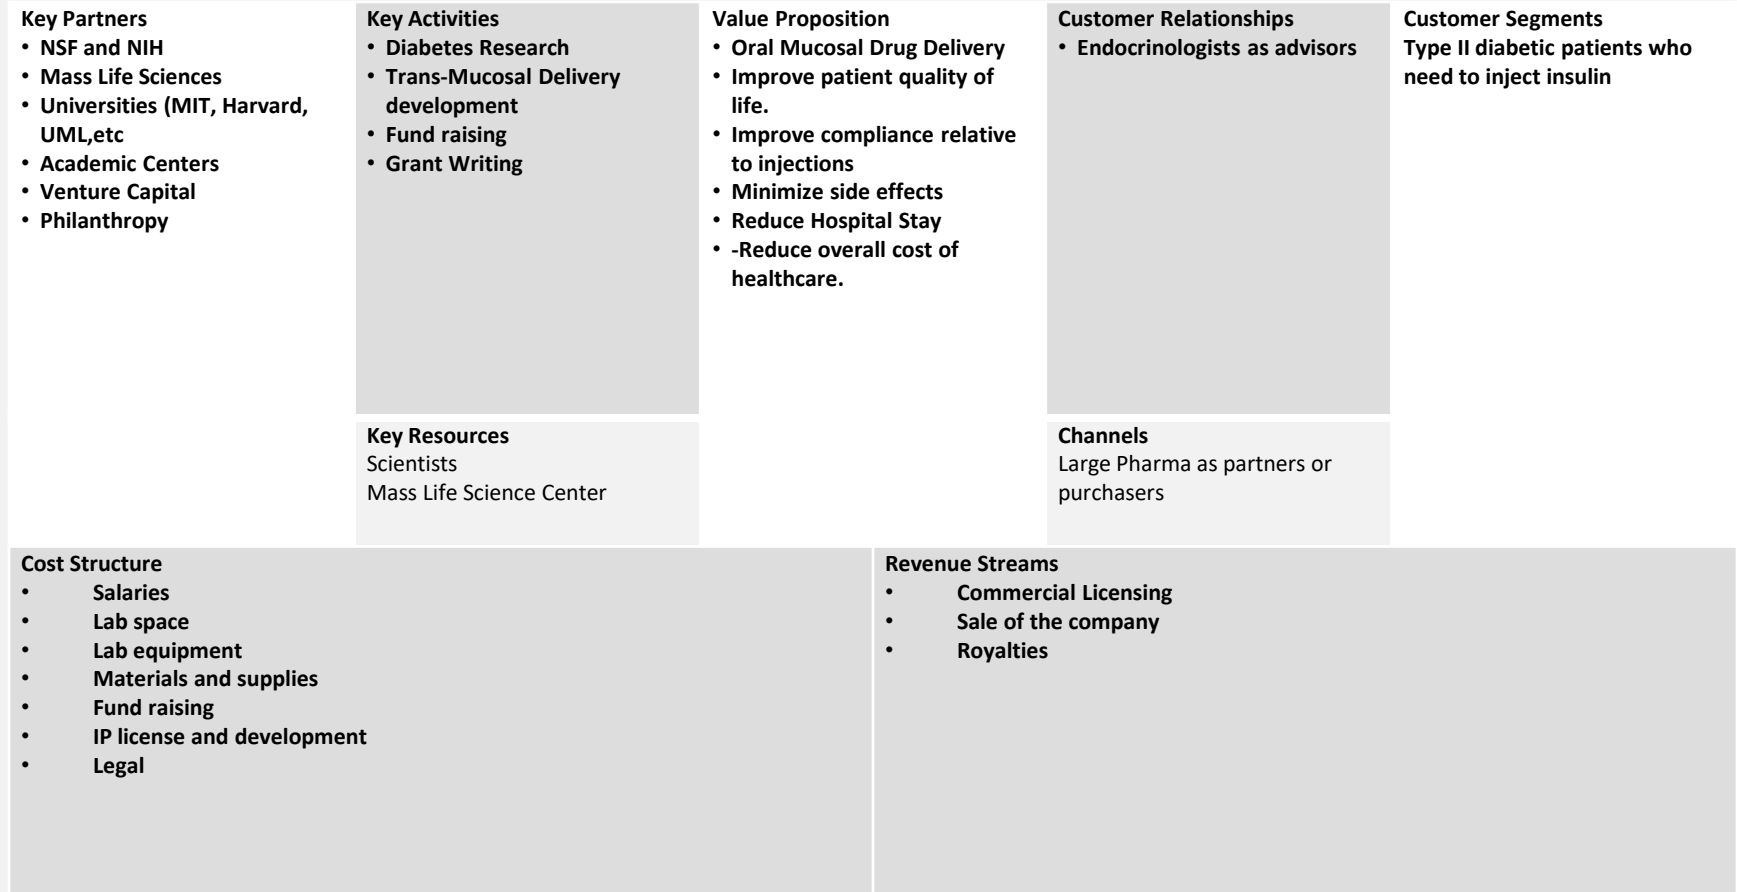 Key Partners
• NSF and NIH
• Mass Life Sciences
• Universities (MIT, Harvard,
UML,etc
• Academic Centers
• Venture Capital
• Philanthropy
Key Activities
• Diabetes Research
• Trans-Mucosal Delivery
development
• Fund raising
• Grant Writing
Key Resources
Scientists
Mass Life Science Center
Value Proposition
• Oral Mucosal Drug Delivery
• Improve patient quality of
life.
• Improve compliance relative
to injections
• Minimize side effects
• Reduce Hospital Stay
• -Reduce overall cost of
healthcare.
Customer Relationships
• Endocrinologists as advisors
Channels
Large Pharma as partners or
purchasers
Customer Segments
Type II diabetic patients who
need to inject insulin
Cost Structure
• Salaries
• Lab space
• Lab equipment
• Materials and supplies
• Fund raising
• IP license and development
• Legal
Revenue Streams
• Commercial Licensing
• Sale of the company
• Royalties